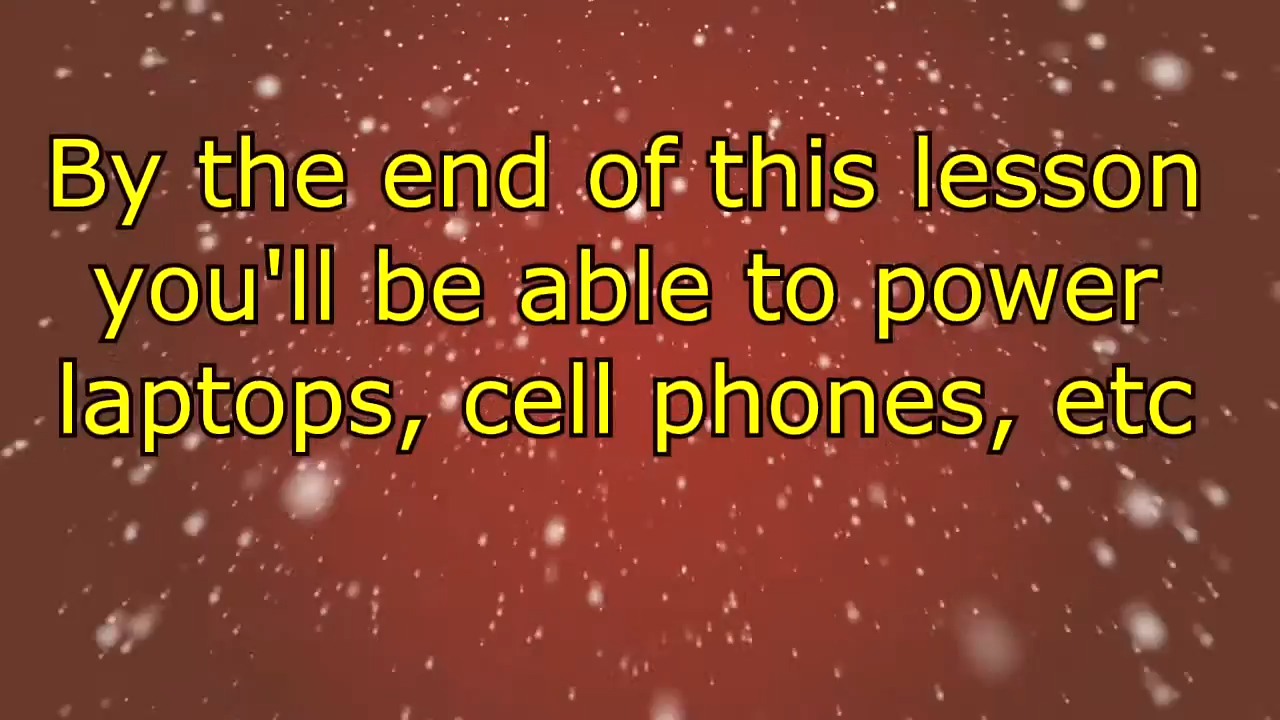 By the end of this lesson
you'll be able to power
laptops, cell phones, etc